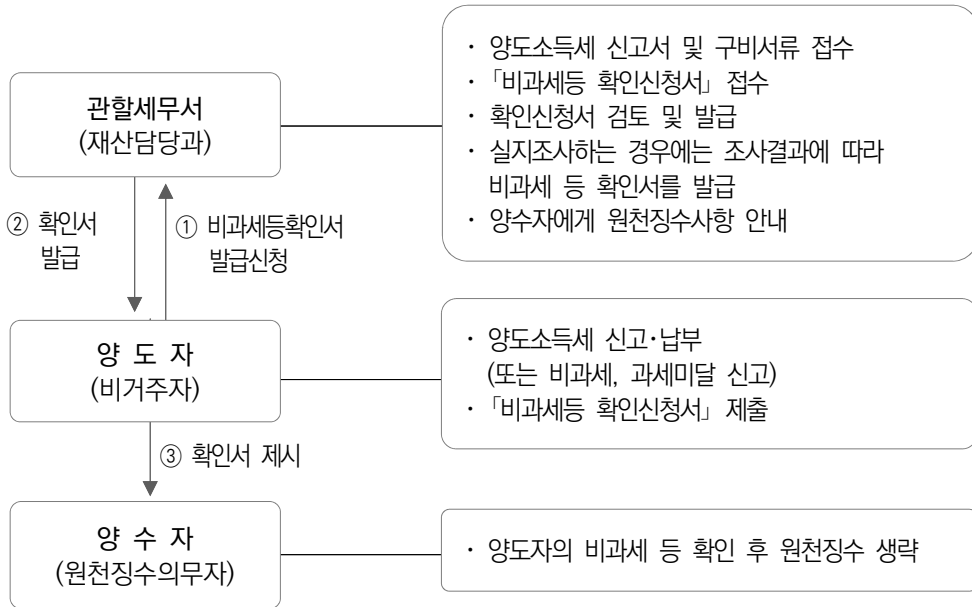 관할세무서
(재산담당과)
· 양도소득세 신고서 및 구비서류 접수
· 「비과세등 확인신청서」 접수
· 확인신청서 검토 및 발급
· 실지조사하는 경우에는 조사결과에 따라
비과세 등 확인서를 발급
· 양수자에게 원천징수사항 안내
② 확인서
발급
① 비과세등확인서
발급신청
양 도 자
(비거주자)
· 양도소득세 신고·납부
(또는 비과세, 과세미달 신고)
· 「비과세등 확인신청서」 제출
③ 확인서 제시
양 수 자
(원천징수의무자)
· 양도자의 비과세 등 확인 후 원천징수 생략